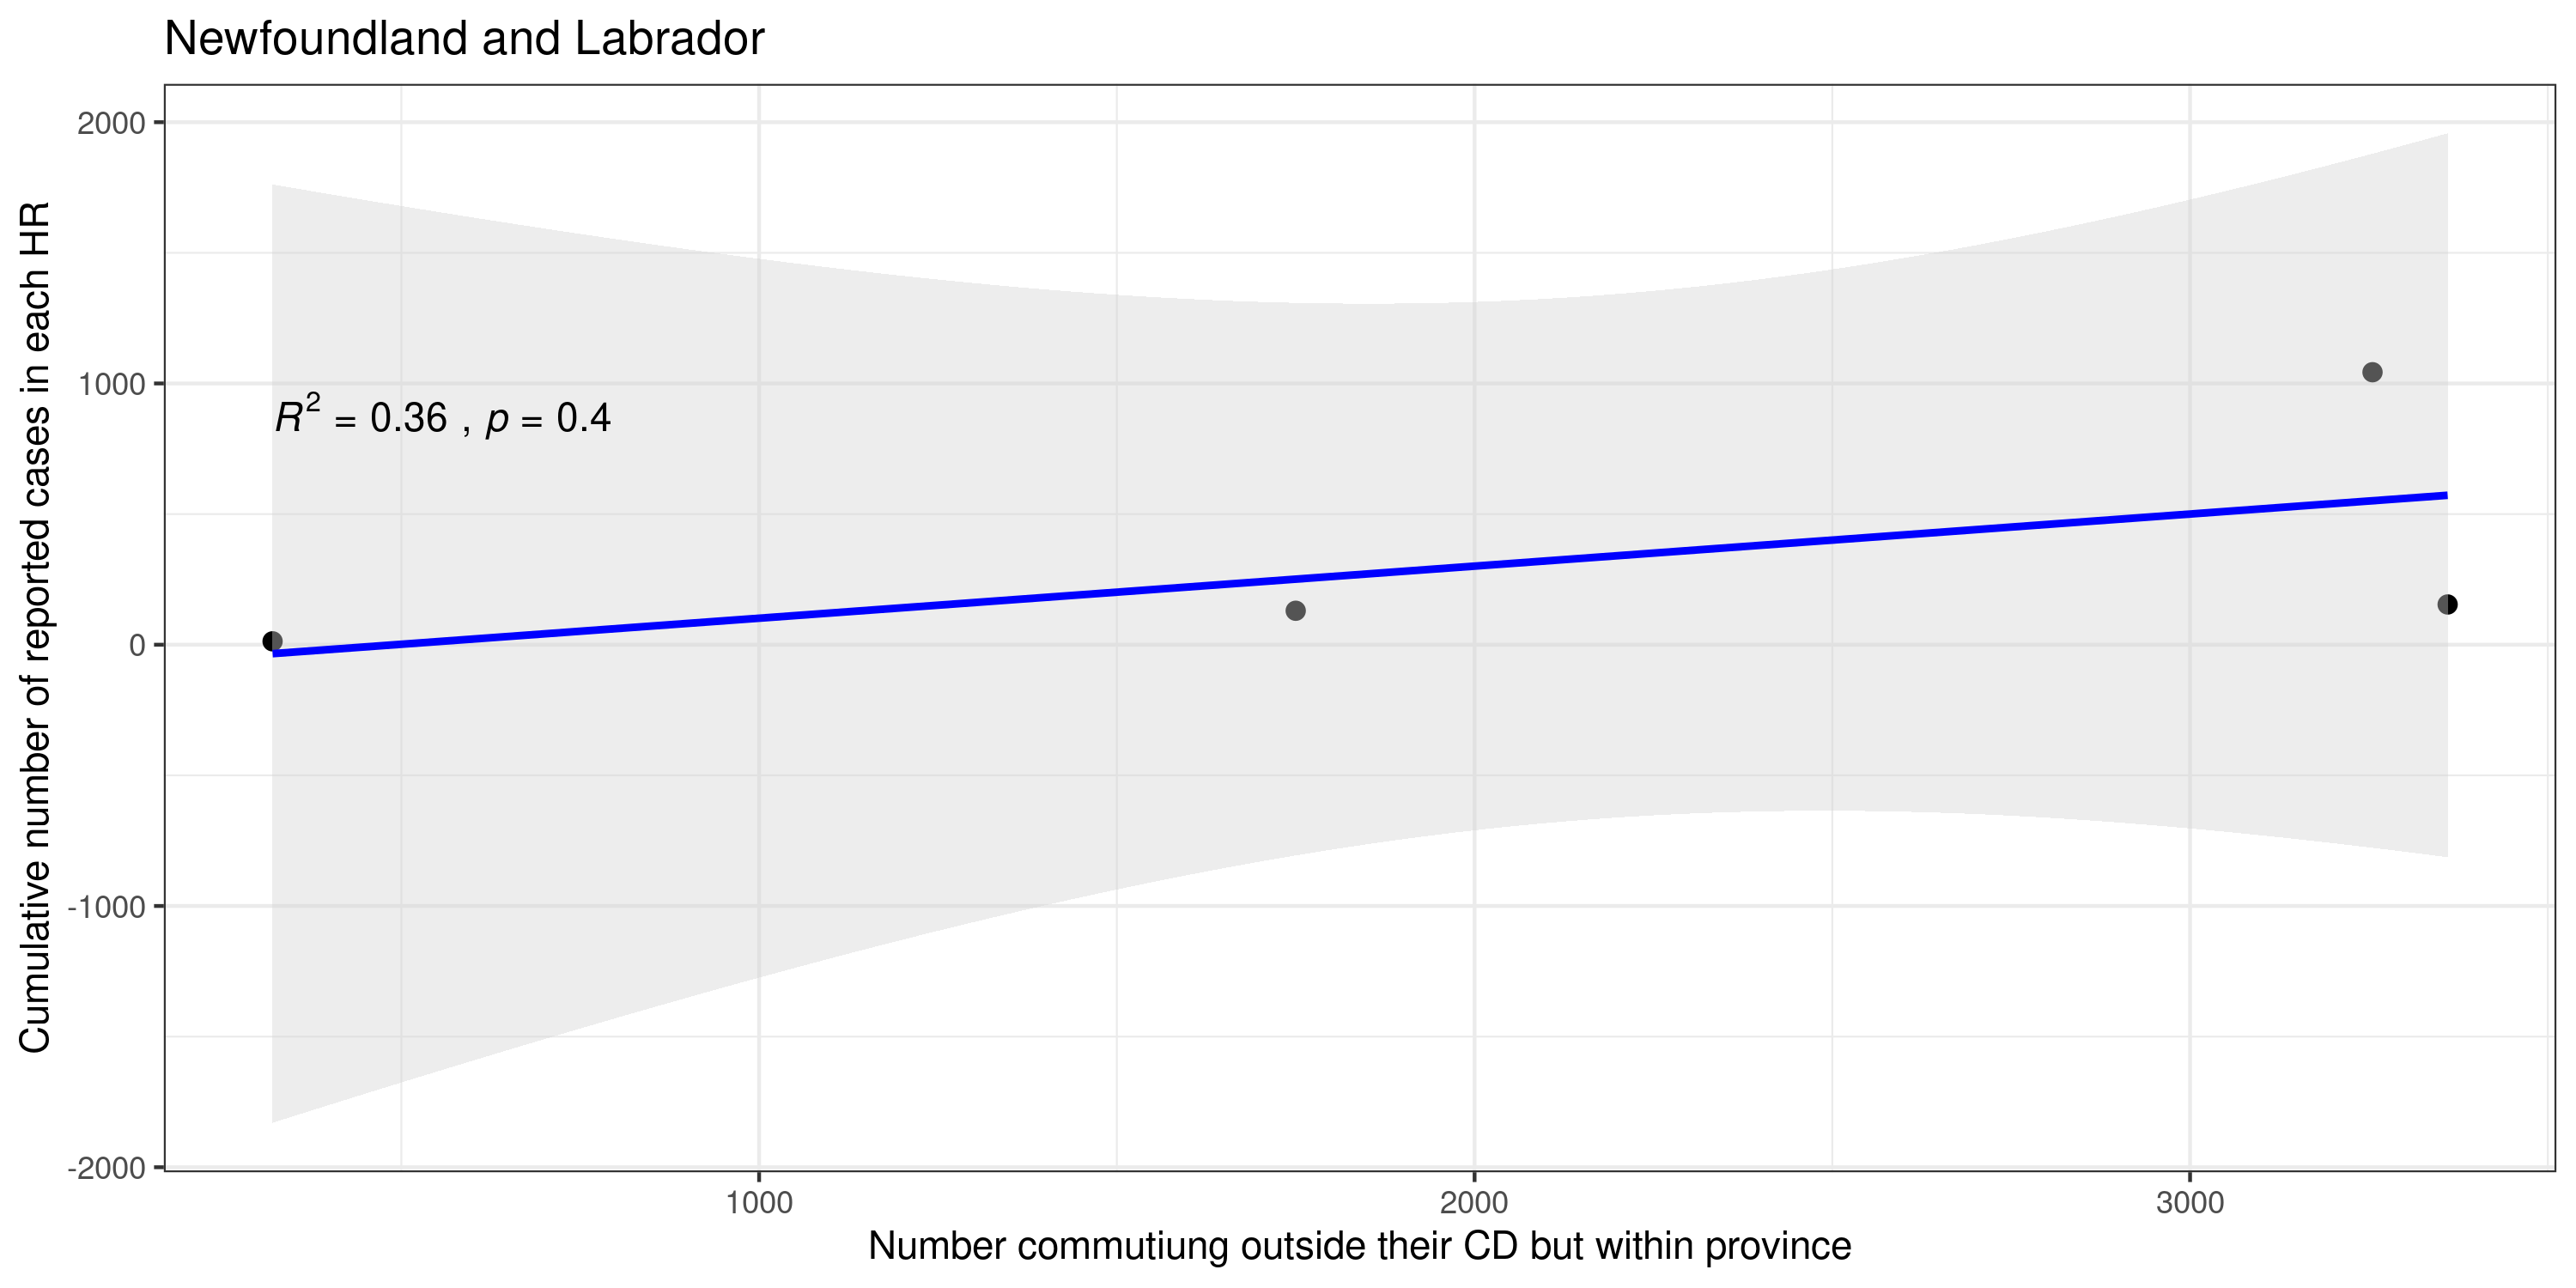 Newfoundland and Labrador
Cumulative number of reported cases in each HR
2000
1000
0
-1000
-2000
R² = 0.36 , p = 0.4
1000
2000
3000
Number commutiung outside their CD but within province